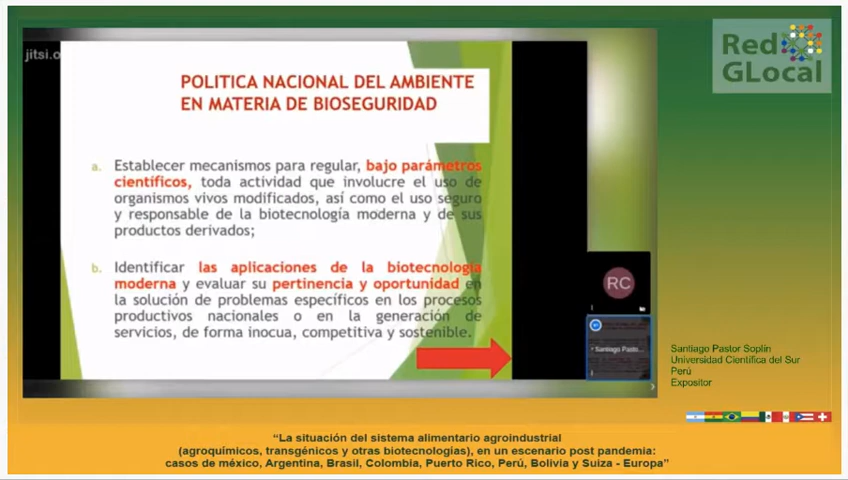 jitsi.o
Red
GLocal
POLITICA NACIONAL DEL AMBIENTE
EN MATERIA DE BIOSEGURIDAD
a. Establecer mecanismos para regular, bajo parámetros
científicos, toda actividad que involucre el uso de
organismos vivos modificados, así como el uso seguro
y responsable de la biotecnología moderna y de sus
productos derivados;
b. Identificar las aplicaciones de la biotecnología
moderna y evaluar su pertinencia y oportunidad en
la solución de problemas específicos en los procesos
productivos nacionales o en la generación de
servicios, de forma inocua, competitiva y sostenible.
RC
Santiago Pasto...
Santiago Pastor Soplín
Universidad Científica del Sur
Perú
Expositor
“La situación del sistema alimentario agroindustrial
(agroquímicos, transgénicos y otras biotecnologías), en un escenario post pandemia:
casos de méxico, Argentina, Brasil, Colombia, Puerto Rico, Perú, Bolivia y Suiza - Europa”